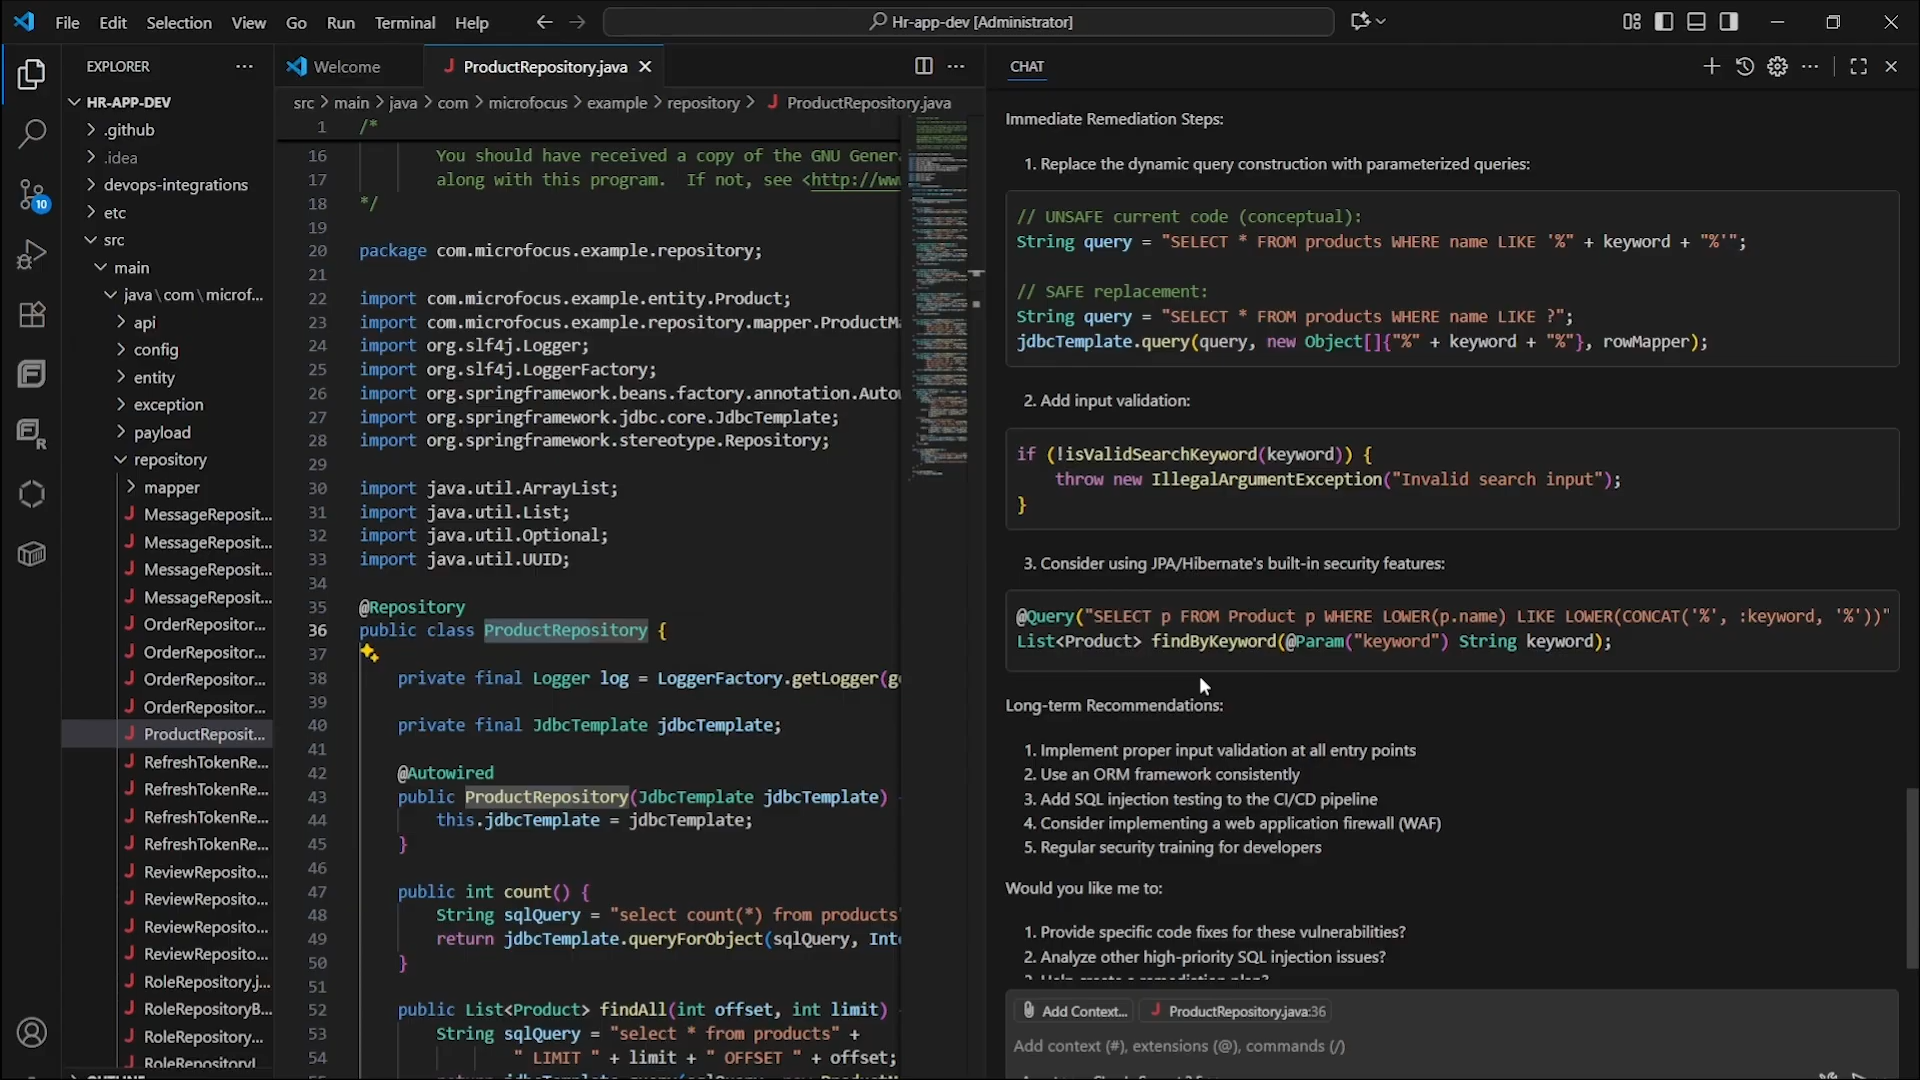 File Edit Selection View Go Run Terminal Help
Hr-app-dev [Administrator]
EXPLORER
HR-APP-DEV
.github
.idea
devops-integrations
etc
src
main
java\com\microf...
api
config
entity
exception
payload
repository
mapper
MessageReposit...
MessageReposit...
MessageReposit...
MessageReposit...
OrderRepositor...
OrderRepositor...
OrderRepositor...
OrderRepositor...
ProductReposit...
RefreshTokenRe...
RefreshTokenRe...
RefreshTokenRe...
RefreshTokenRe...
ReviewReposito...
ReviewReposito...
ReviewReposito...
ReviewReposito...
RoleRepository.j...
RoleRepositoryB...
RoleRepository...
RoleRepositoryI...
OUTLINE
10
Welcome
ProductRepository.java
src > main > java > com > microfocus > example > repository > ProductRepository.java
1 /*
16 You should have received a copy of the GNU Gener
17 along with this program. If not, see <http://ww
18 */
19
20 package com.microfocus.example.repository;
21
22 import com.microfocus.example.entity.Product;
23 import com.microfocus.example.repository.mapper.ProductM
24 import org.slf4j.Logger;
25 import org.slf4j.LoggerFactory;
26 import org.springframework.beans.factory.annotation.Auto
27 import org.springframework.jdbc.core.JdbcTemplate;
28 import org.springframework.stereotype.Repository;
29
30 import java.util.ArrayList;
31 import java.util.List;
32 import java.util.Optional;
33 import java.util.UUID;
34
35 @Repository
36 public class ProductRepository {
37
38 private final Logger log = LoggerFactory.getLogger(g
39
40 private final JdbcTemplate jdbcTemplate;
41
42 @Autowired
43 public ProductRepository(JdbcTemplate jdbcTemplate)
44 this.jdbcTemplate = jdbcTemplate;
45 }
46
47 public int count() {
48 String sqlQuery = "select count(*) from products"
49 return jdbcTemplate.queryForObject(sqlQuery, Int
50 }
51
52 public List<Product> findAll(int offset, int limit)
53 String sqlQuery = "select * from products" +
54 " LIMIT " + limit + " OFFSET " + offset;
CHAT
Immediate Remediation Steps:
1. Replace the dynamic query construction with parameterized queries:
// UNSAFE current code (conceptual):
String query = "SELECT * FROM products WHERE name LIKE '%" + keyword + "%'";
// SAFE replacement:
String query = "SELECT * FROM products WHERE name LIKE ?";
jdbcTemplate.query(query, new Object[]{"%" + keyword + "%"}, rowMapper);
2. Add input validation:
if (!isValidSearchKeyword(keyword)) {
throw new IllegalArgumentException("Invalid search input");
}
3. Consider using JPA/Hibernate's built-in security features:
@Query("SELECT p FROM Product p WHERE LOWER(p.name) LIKE LOWER(CONCAT('%', :keyword, '%'))"
List<Product> findByKeyword(@Param("keyword") String keyword);
Long-term Recommendations:
1. Implement proper input validation at all entry points
2. Use an ORM framework consistently
3. Add SQL injection testing to the CI/CD pipeline
4. Consider implementing a web application firewall (WAF)
5. Regular security training for developers
Would you like me to:
1. Provide specific code fixes for these vulnerabilities?
2. Analyze other high-priority SQL injection issues?
3. Help create a remediation plan?
Add Context...
ProductRepository.java:36
Add context (#), extensions (@), commands (/)